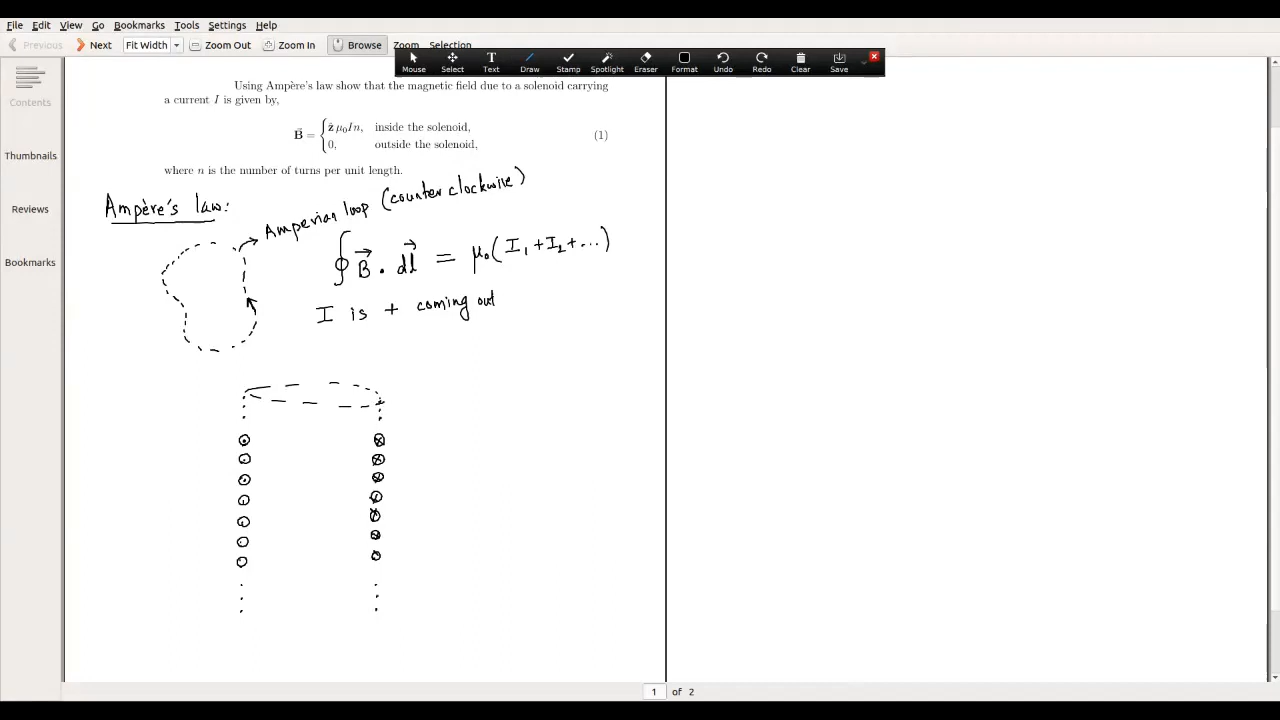 File Edit View Go Bookmarks Tools Settings Help
Previous Next Fit Width Zoom Out Zoom In Browse Zoom Selection
Mouse Select Text Draw Stamp Spotlight Eraser Format Undo Redo Clear Save
Contents
Thumbnails
Reviews
Bookmarks
Using Ampère's law show that the magnetic field due to a solenoid carrying
a current I is given by,
B⃗ = { ẑ μ₀In, inside the solenoid,
0, outside the solenoid, (1)
where n is the number of turns per unit length.
Ampère's law:
Amperian loop (counter clockwise)
∮ B⃗ . dl⃗ = μ₀(I₁ + I₂ + ...)
I is + coming out
1 of 2